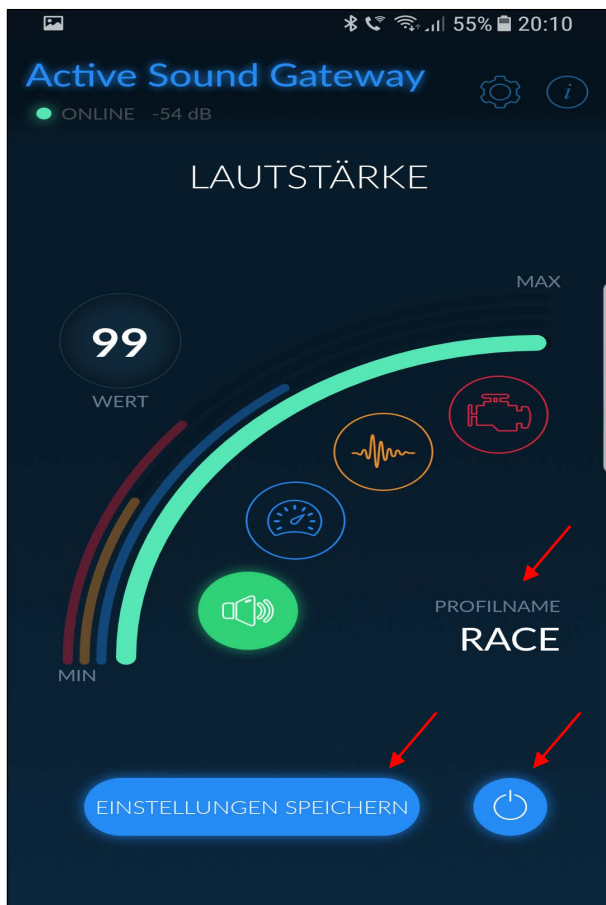 55% 20:10
Active Sound Gateway
i
ONLINE -54 dB
LAUTSTÄRKE
MAX
99
WERT
PROFILNAME
RACE
MIN
EINSTELLUNGEN SPEICHERN